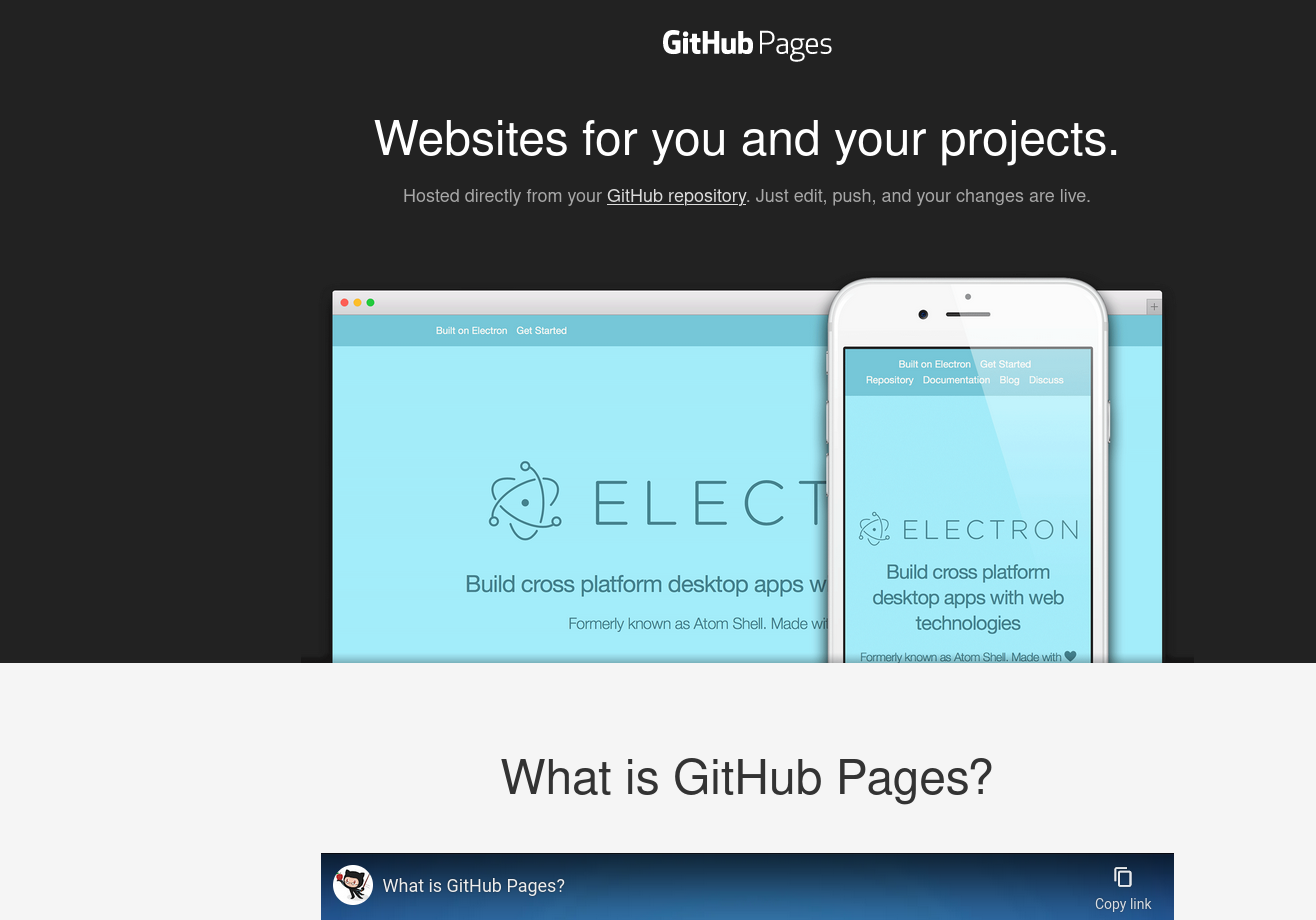 GitHub Pages
Websites for you and your projects.
Hosted directly from your GitHub repository. Just edit, push, and your changes are live.
Built on Electron Get Started
ELECT
Build cross platform desktop apps w
Formerly known as Atom Shell. Made wit
Built on Electron Get Started
Repository Documentation Blog Discuss
ELECTRON
Build cross platform
desktop apps with web
technologies
Formerly known as Atom Shell. Made with
What is GitHub Pages?
What is GitHub Pages?
Copy link